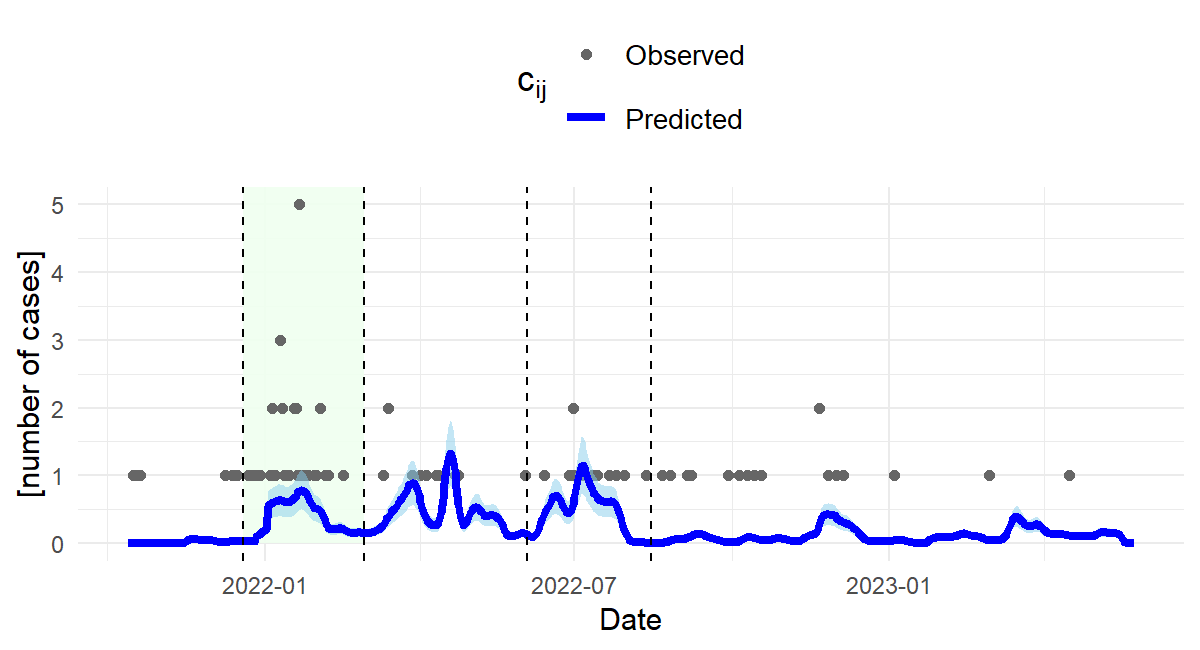 Observed
c_ij
Predicted
5
4
3
2
1
0
[number of cases]
2022-01 2022-07 2023-01
Date